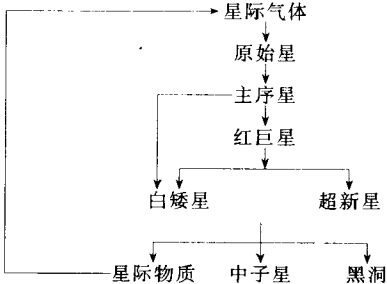 星际气体
原始星
主序星
红巨星
白矮星 超新星
星际物质 中子星 黑洞